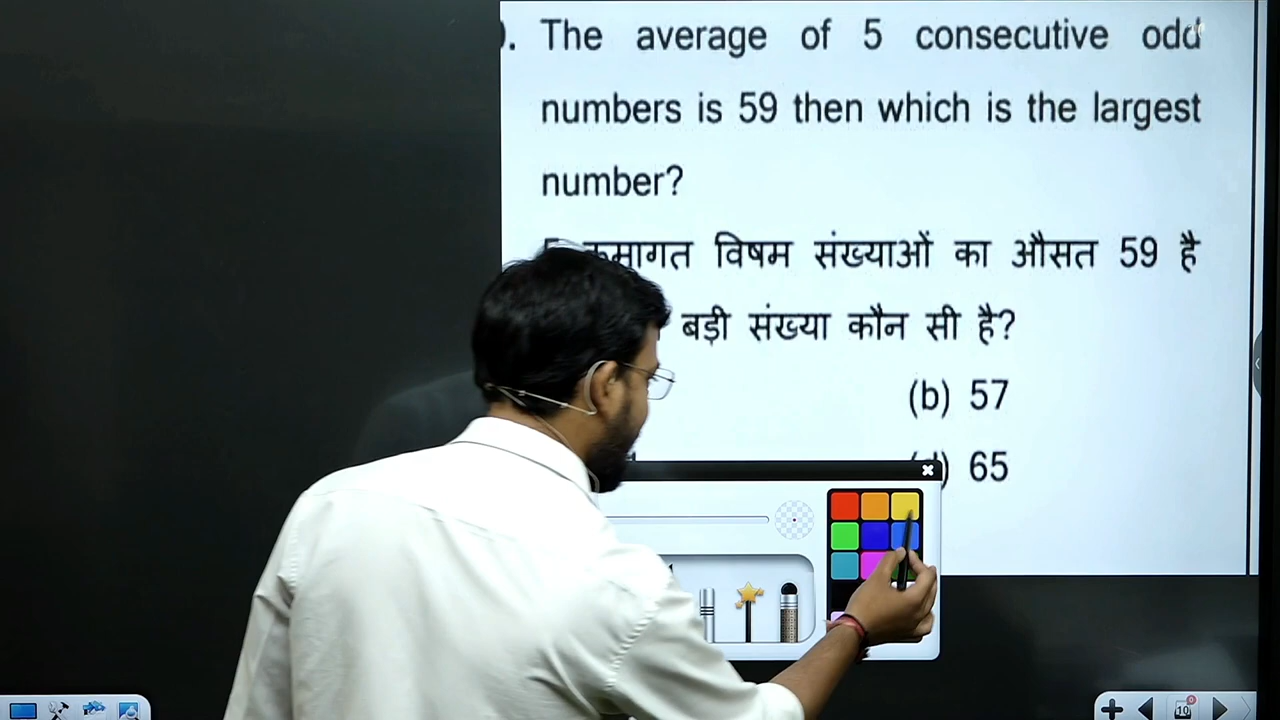 . The average of 5 consecutive odd
numbers is 59 then which is the largest
number?
क्रमागत विषम संख्याओं का औसत 59 है
बड़ी संख्या कौन सी है?
(b) 57
(d) 65
10